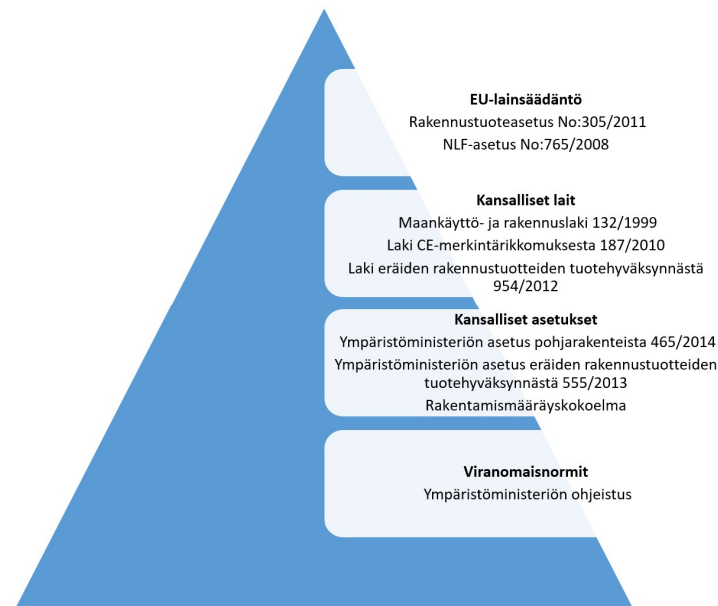 EU-lainsäädäntö
Rakennustuoteasetus No:305/2011
NLF-asetus No:765/2008
Kansalliset lait
Maankäyttö- ja rakennuslaki 132/1999
Laki CE-merkintärikkomuksesta 187/2010
Laki eräiden rakennustuotteiden tuotehyväksynnästä
954/2012
Kansalliset asetukset
Ympäristöministeriön asetus pohjarakenteista 465/2014
Ympäristöministeriön asetus eräiden rakennustuotteiden
tuotehyväksynnästä 555/2013
Rakentamismääräyskokoelma
Viranomaisnormit
Ympäristöministeriön ohjeistus